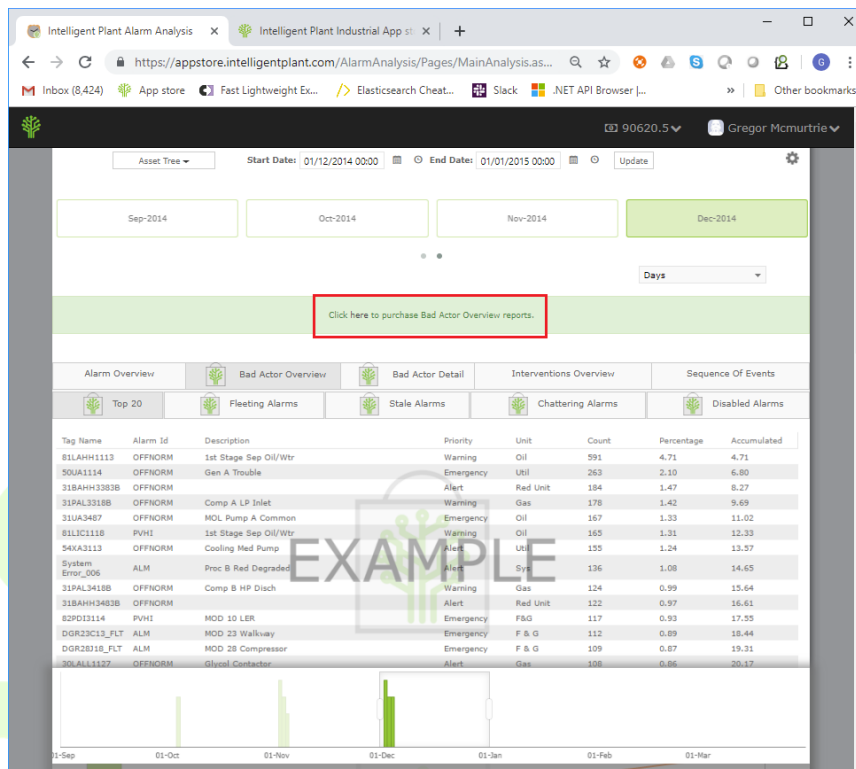 Intelligent Plant Alarm Analysis
Intelligent Plant Industrial App st
https://appstore.intelligentplant.com/AlarmAnalysis/Pages/MainAnalysis.as...
G
Inbox (8,424) App store Fast Lightweight Ex... Elasticsearch Cheat... Slack .NET API Browser |... » Other bookmarks
90620.5 Gregor Mcmurtrie
Asset Tree Start Date: 01/12/2014 00:00 End Date: 01/01/2015 00:00 Update
Sep-2014 Oct-2014 Nov-2014 Dec-2014
Days
Click here to purchase Bad Actor Overview reports.
Alarm Overview Bad Actor Overview Bad Actor Detail Interventions Overview Sequence Of Events
Top 20 Fleeting Alarms Stale Alarms Chattering Alarms Disabled Alarms
Tag Name Alarm Id Description Priority Unit Count Percentage Accumulated
81LAHH1113 OFFNORM 1st Stage Sep Oil/Wtr Warning Oil 591 4.71 4.71
50UA1114 OFFNORM Gen A Trouble Emergency Util 263 2.10 6.80
31BAHH3383B OFFNORM Alert Red Unit 184 1.47 8.27
31PAL3318B OFFNORM Comp A LP Inlet Warning Gas 178 1.42 9.69
31UA3487 OFFNORM MOL Pump A Common Emergency Oil 167 1.33 11.02
81LIC1118 PVHI 1st Stage Sep Oil/Wtr Warning Oil 165 1.31 12.33
54XA3113 OFFNORM Cooling Med Pump Alert Util 155 1.24 13.57
System Error_006 ALM Proc B Red Degraded Alert Sys 136 1.08 14.65
31PAL3418B OFFNORM Comp B HP Disch Warning Gas 124 0.99 15.64
31BAHH3483B OFFNORM Alert Red Unit 122 0.97 16.61
82PDI3114 PVHI MOD 10 LER Emergency F&G 117 0.93 17.55
DGR23C13_FLT ALM MOD 23 Walkway Emergency F & G 112 0.89 18.44
DGR28J18_FLT ALM MOD 28 Compressor Emergency F & G 109 0.87 19.31
30LALL1127 OFFNORM Glycol Contactor Alert Gas 108 0.86 20.17
EXAMPLE
01-Sep 01-Oct 01-Nov 01-Dec 01-Jan 01-Feb 01-Mar